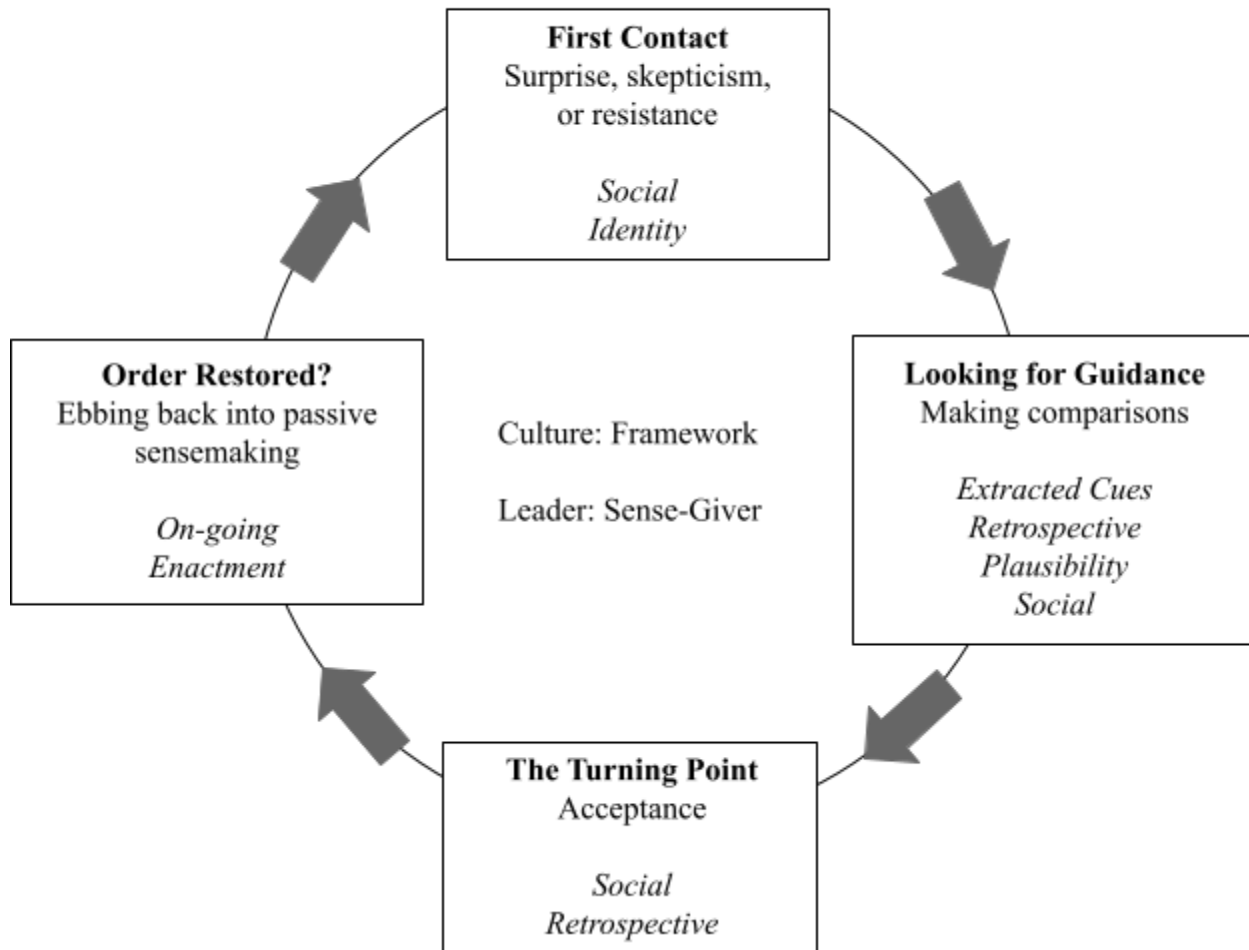 First Contact
Surprise, skepticism,
or resistance
Social
Identity
Looking for Guidance
Making comparisons
Extracted Cues
Retrospective
Plausibility
Social
The Turning Point
Acceptance
Social
Retrospective
Order Restored?
Ebbing back into passive
sensemaking
On-going
Enactment
Culture: Framework
Leader: Sense-Giver